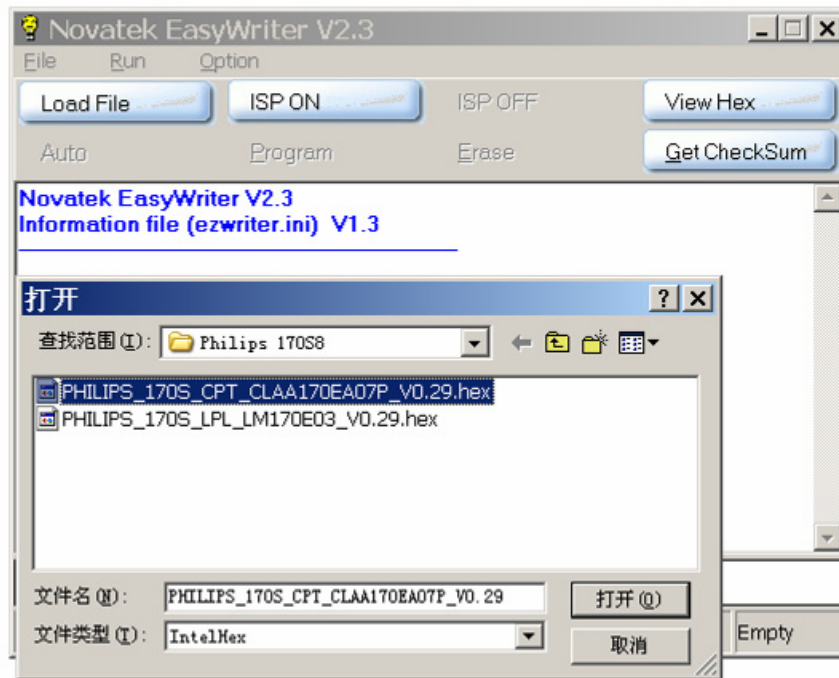 Novatek EasyWriter V2.3
File Run Option
Load File ISP ON ISP OFF View Hex
Auto Program Erase Get CheckSum
Novatek EasyWriter V2.3
Information file (ezwriter.ini) V1.3
打开
查找范围(I): Philips 170S8
PHILIPS_170S_CPT_CLAA170EA07P_V0.29.hex
PHILIPS_170S_LPL_LM170E03_V0.29.hex
文件名(N): PHILIPS_170S_CPT_CLAA170EA07P_V0.29 打开(O)
文件类型(T): IntelHex 取消
Empty